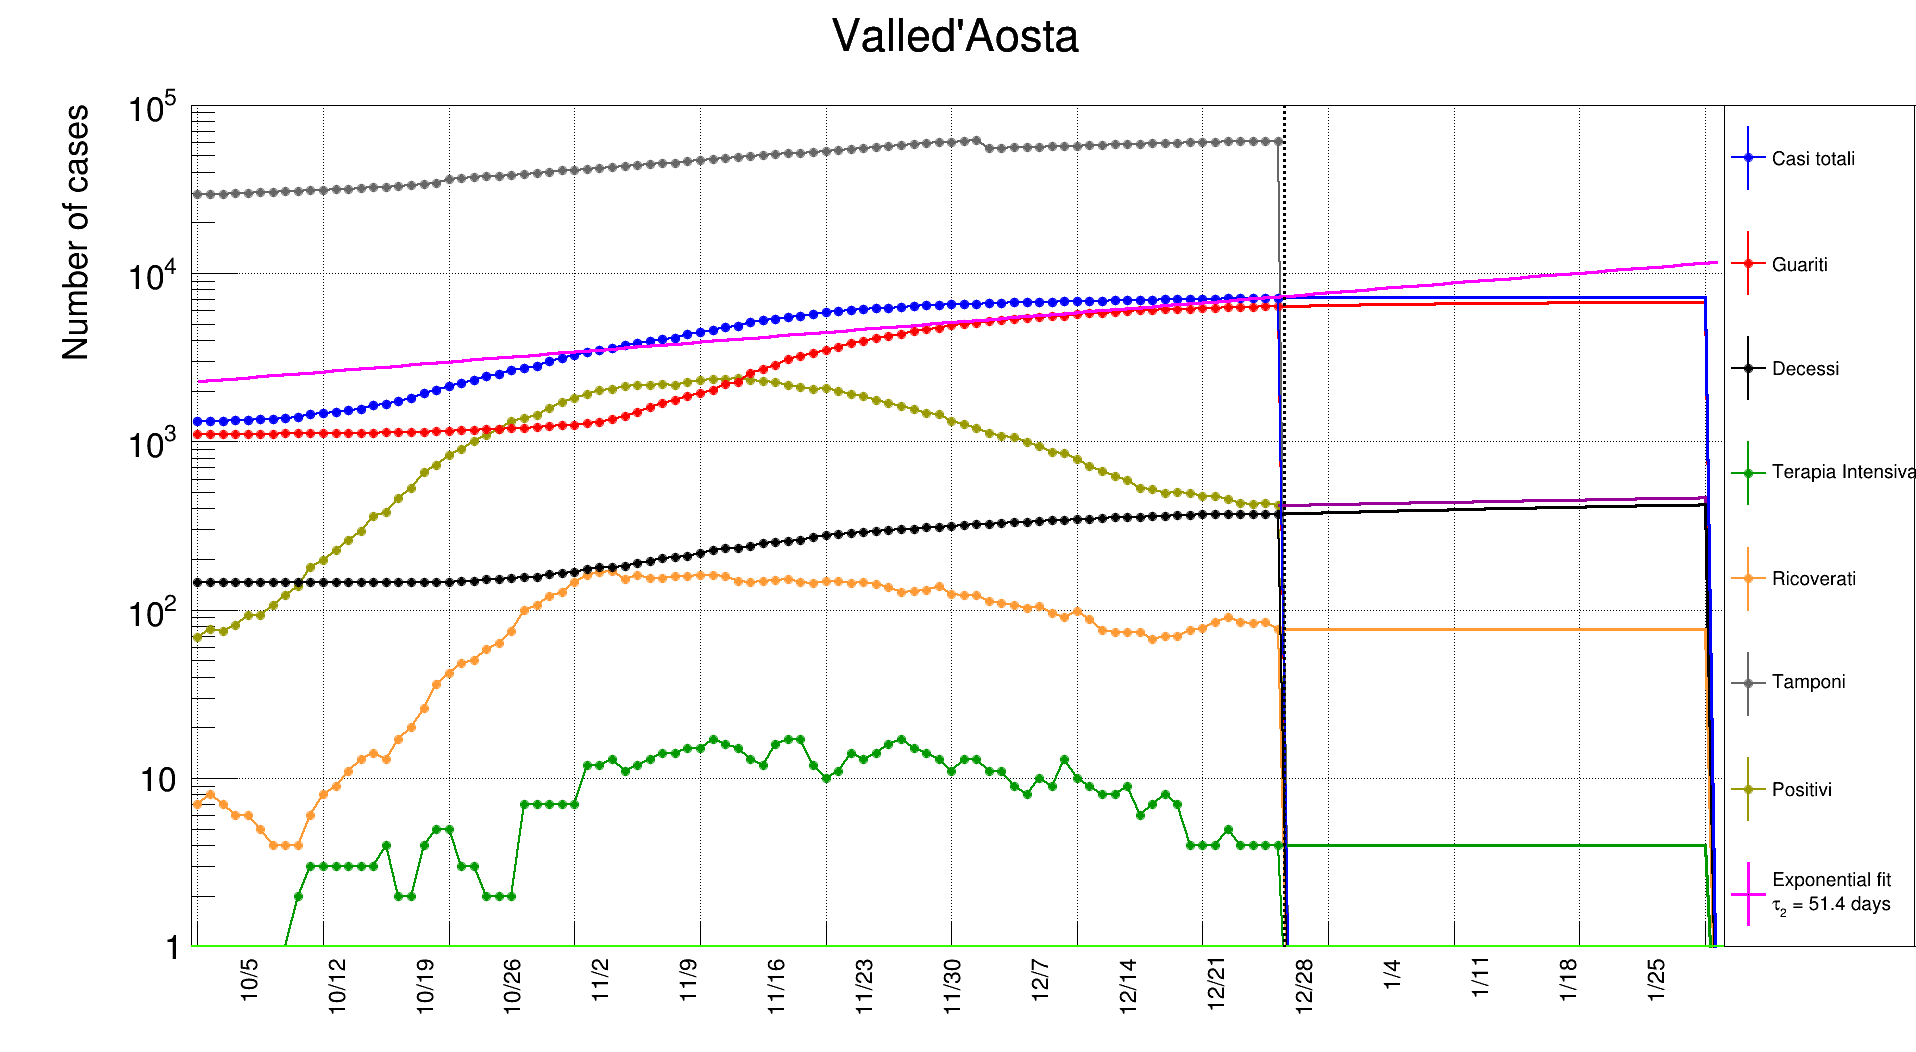 Valled'Aosta
Number of cases
10^5
10^4
10^3
10^2
10
1
10/5
10/12
10/19
10/26
11/2
11/9
11/16
11/23
11/30
12/7
12/14
12/21
12/28
1/4
1/11
1/18
1/25
Casi totali
Guariti
Decessi
Terapia Intensiva
Ricoverati
Tamponi
Positivi
Exponential fit
τ₂ = 51.4 days